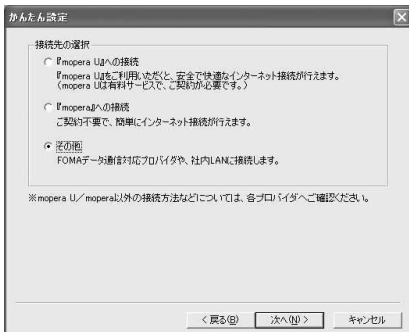 かんたん設定
接続先の選択
『mopera U』への接続
『mopera U』をご利用いただくと、安全で快適なインターネット接続が行えます。
(mopera Uは有料サービスで、ご契約が必要です。)
『mopera』への接続
ご契約不要で、簡単にインターネット接続が行えます。
その他
FOMAデータ通信対応プロバイダや、社内LANに接続します。
※mopera U/mopera以外の接続方法などについては、各プロバイダへご確認ください。
< 戻る(B) 次へ(N) > キャンセル